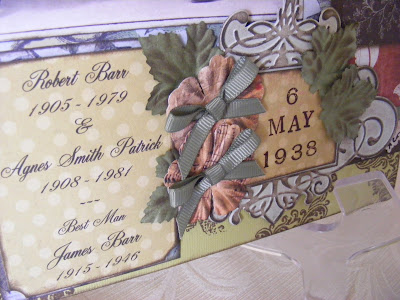 Robert Barr
1905 - 1979
&
Agnes Smith Patrick
1908 - 1981
---
Best Man
James Barr
1915 - 1946
6
MAY
1938